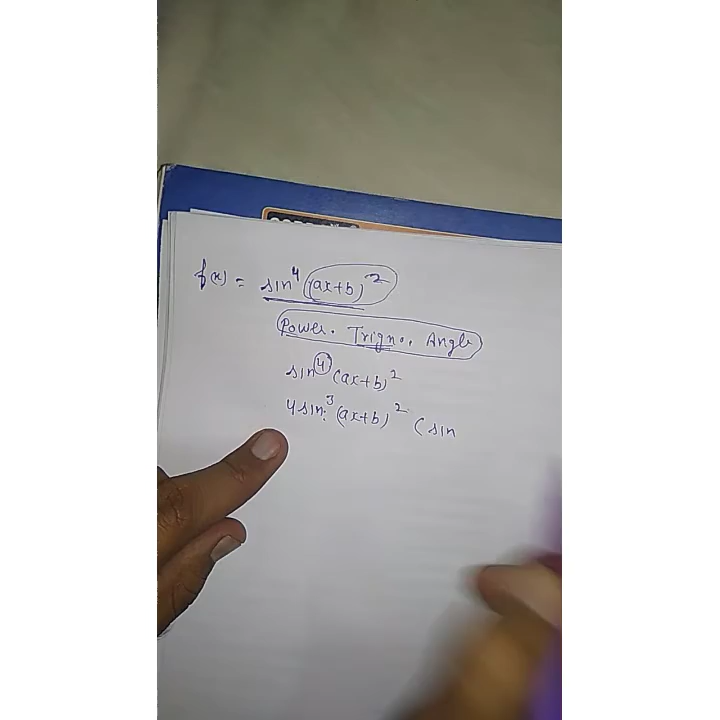 f(x) = sin⁴(ax+b)²
Power. Trigno. Angle
sin⁴(ax+b)²
4sin³(ax+b)² (sin